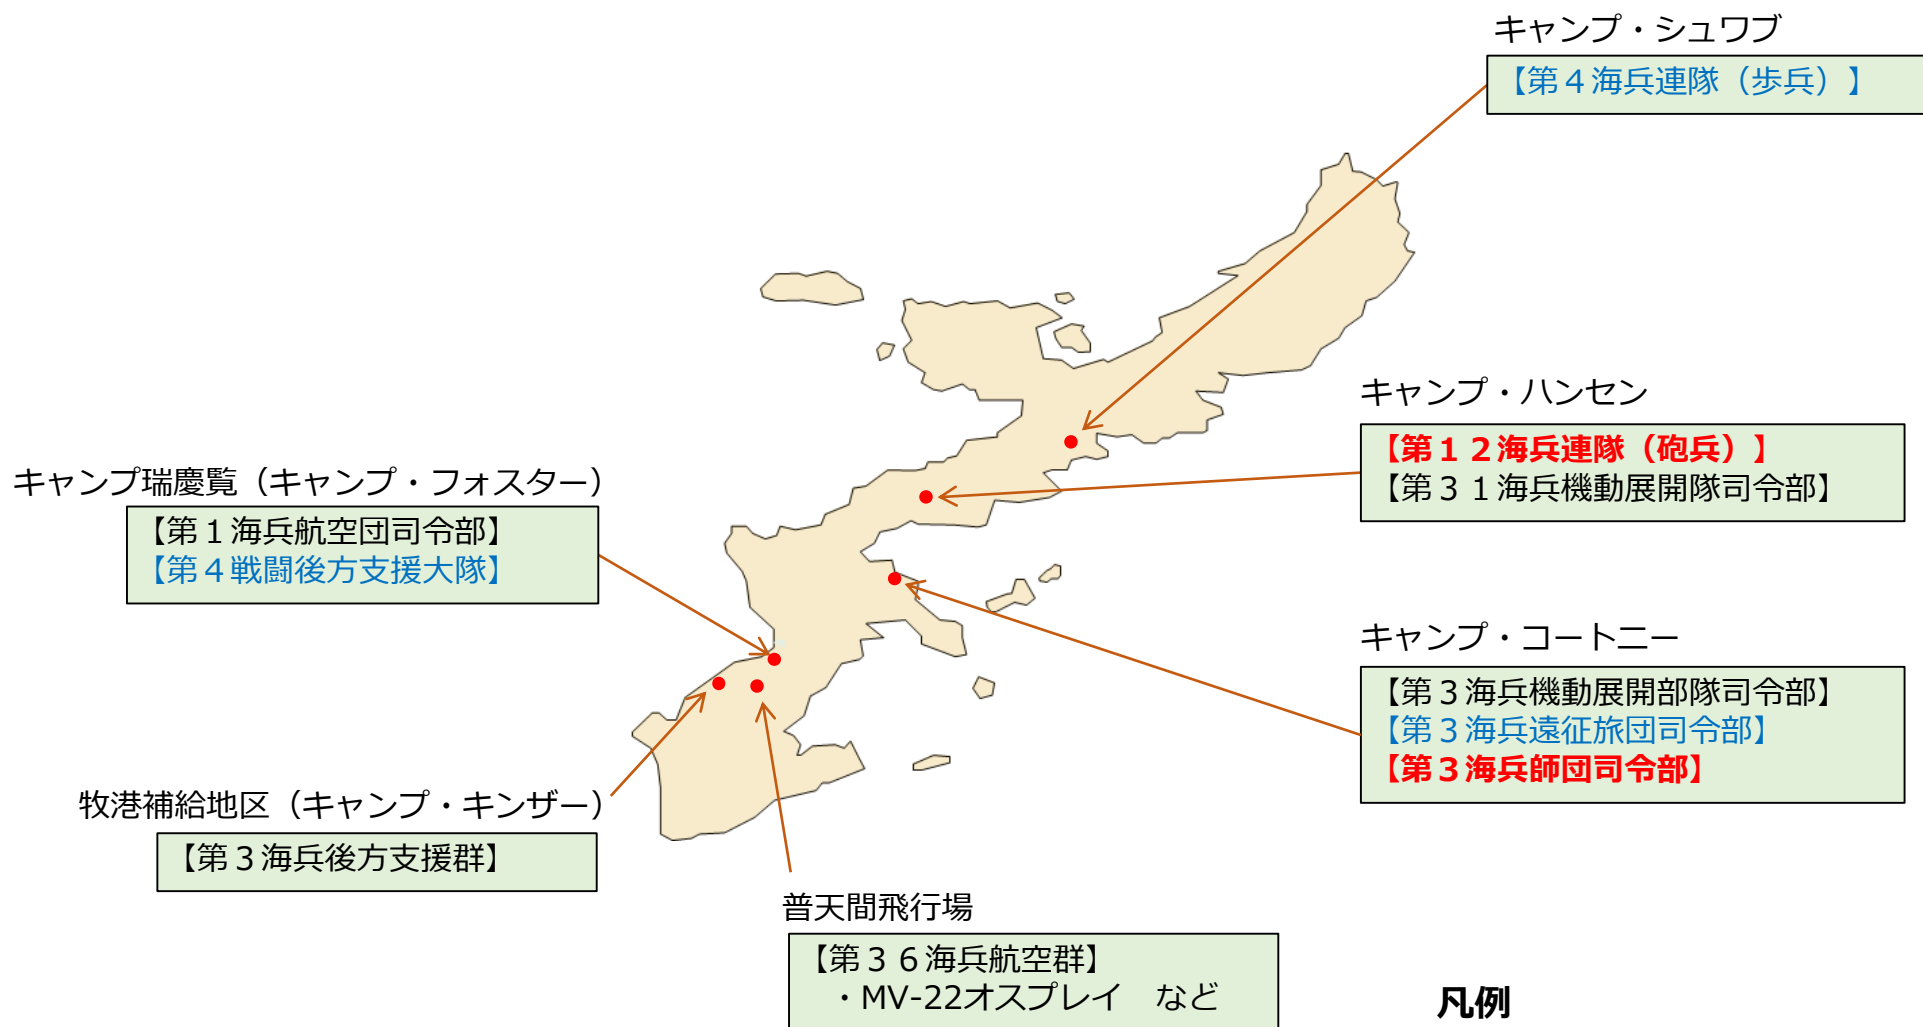 キャンプ・シュワブ
【第４海兵連隊（歩兵）】
キャンプ・ハンセン
【第１２海兵連隊（砲兵）】
【第３１海兵機動展開隊司令部】
キャンプ瑞慶覧（キャンプ・フォスター）
【第１海兵航空団司令部】
【第４戦闘後方支援大隊】
キャンプ・コートニー
【第３海兵機動展開部隊司令部】
【第３海兵遠征旅団司令部】
【第３海兵師団司令部】
牧港補給地区（キャンプ・キンザー）
【第３海兵後方支援群】
普天間飛行場
【第３６海兵航空群】
・MV-22オスプレイ　など
凡例